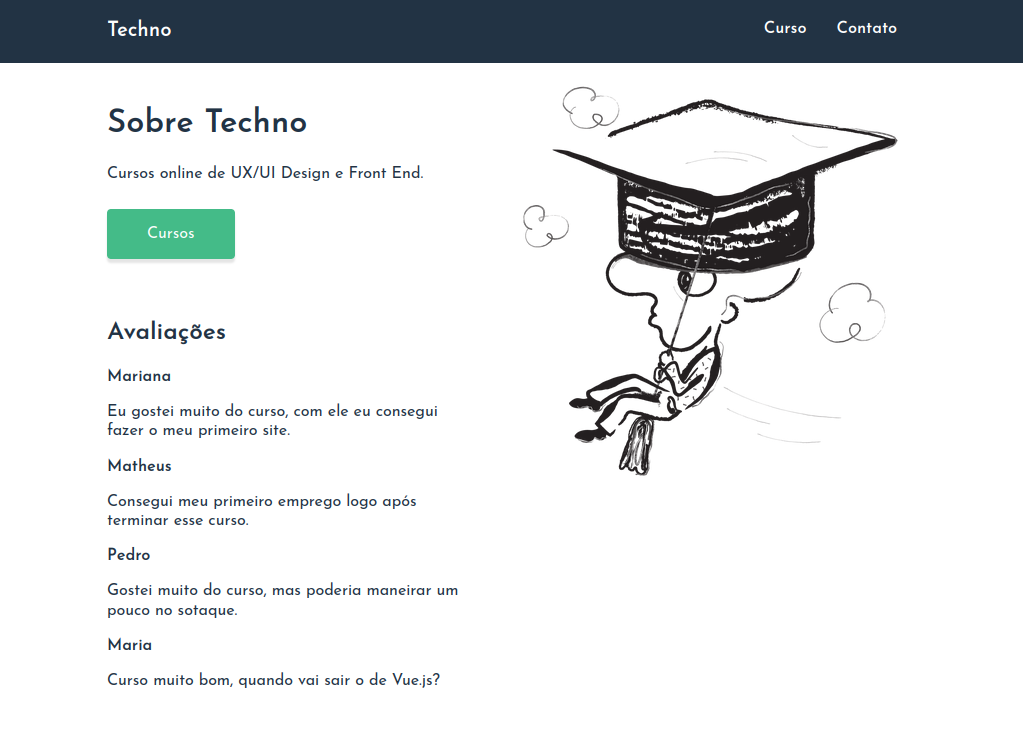 Techno
Curso
Contato
Sobre Techno
Cursos online de UX/UI Design e Front End.
Cursos
Avaliações
Mariana
Eu gostei muito do curso, com ele eu consegui
fazer o meu primeiro site.
Matheus
Consegui meu primeiro emprego logo após
terminar esse curso.
Pedro
Gostei muito do curso, mas poderia maneirar um
pouco no sotaque.
Maria
Curso muito bom, quando vai sair o de Vue.js?